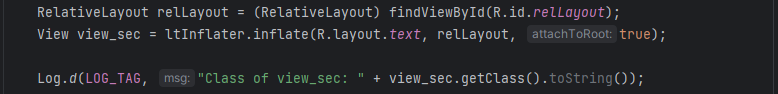 RelativeLayout relLayout = (RelativeLayout) findViewById(R.id.relLayout);
View view_sec = ltInflater.inflate(R.layout.text, relLayout, attachToRoot: true);
Log.d(LOG_TAG, msg: "Class of view_sec: " + view_sec.getClass().toString());